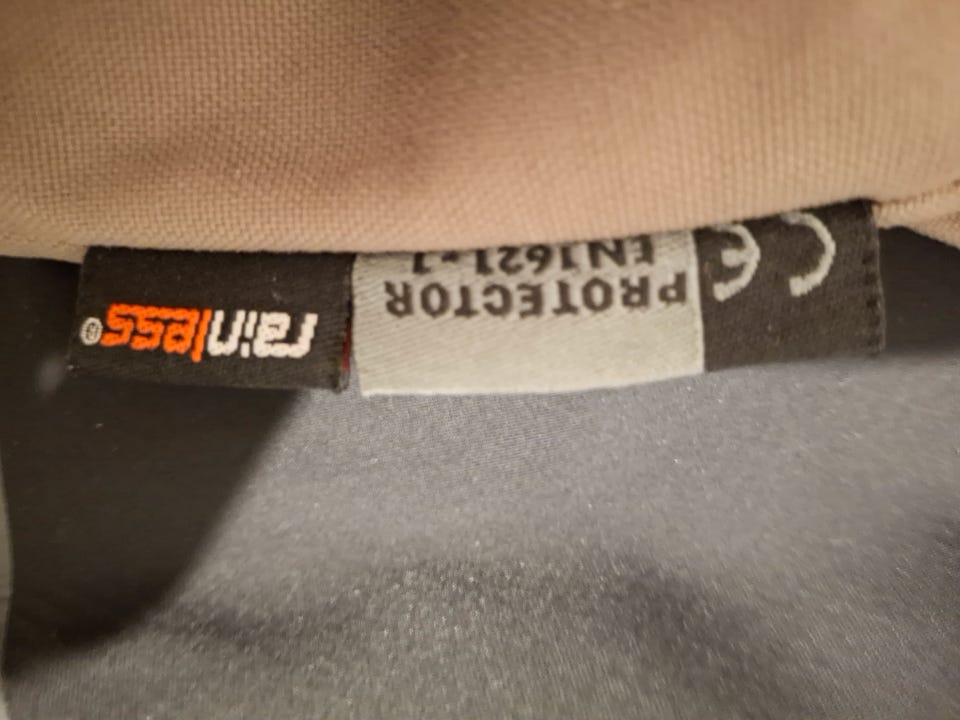 CE
PROTECTOR
EN1621-1
rainless®